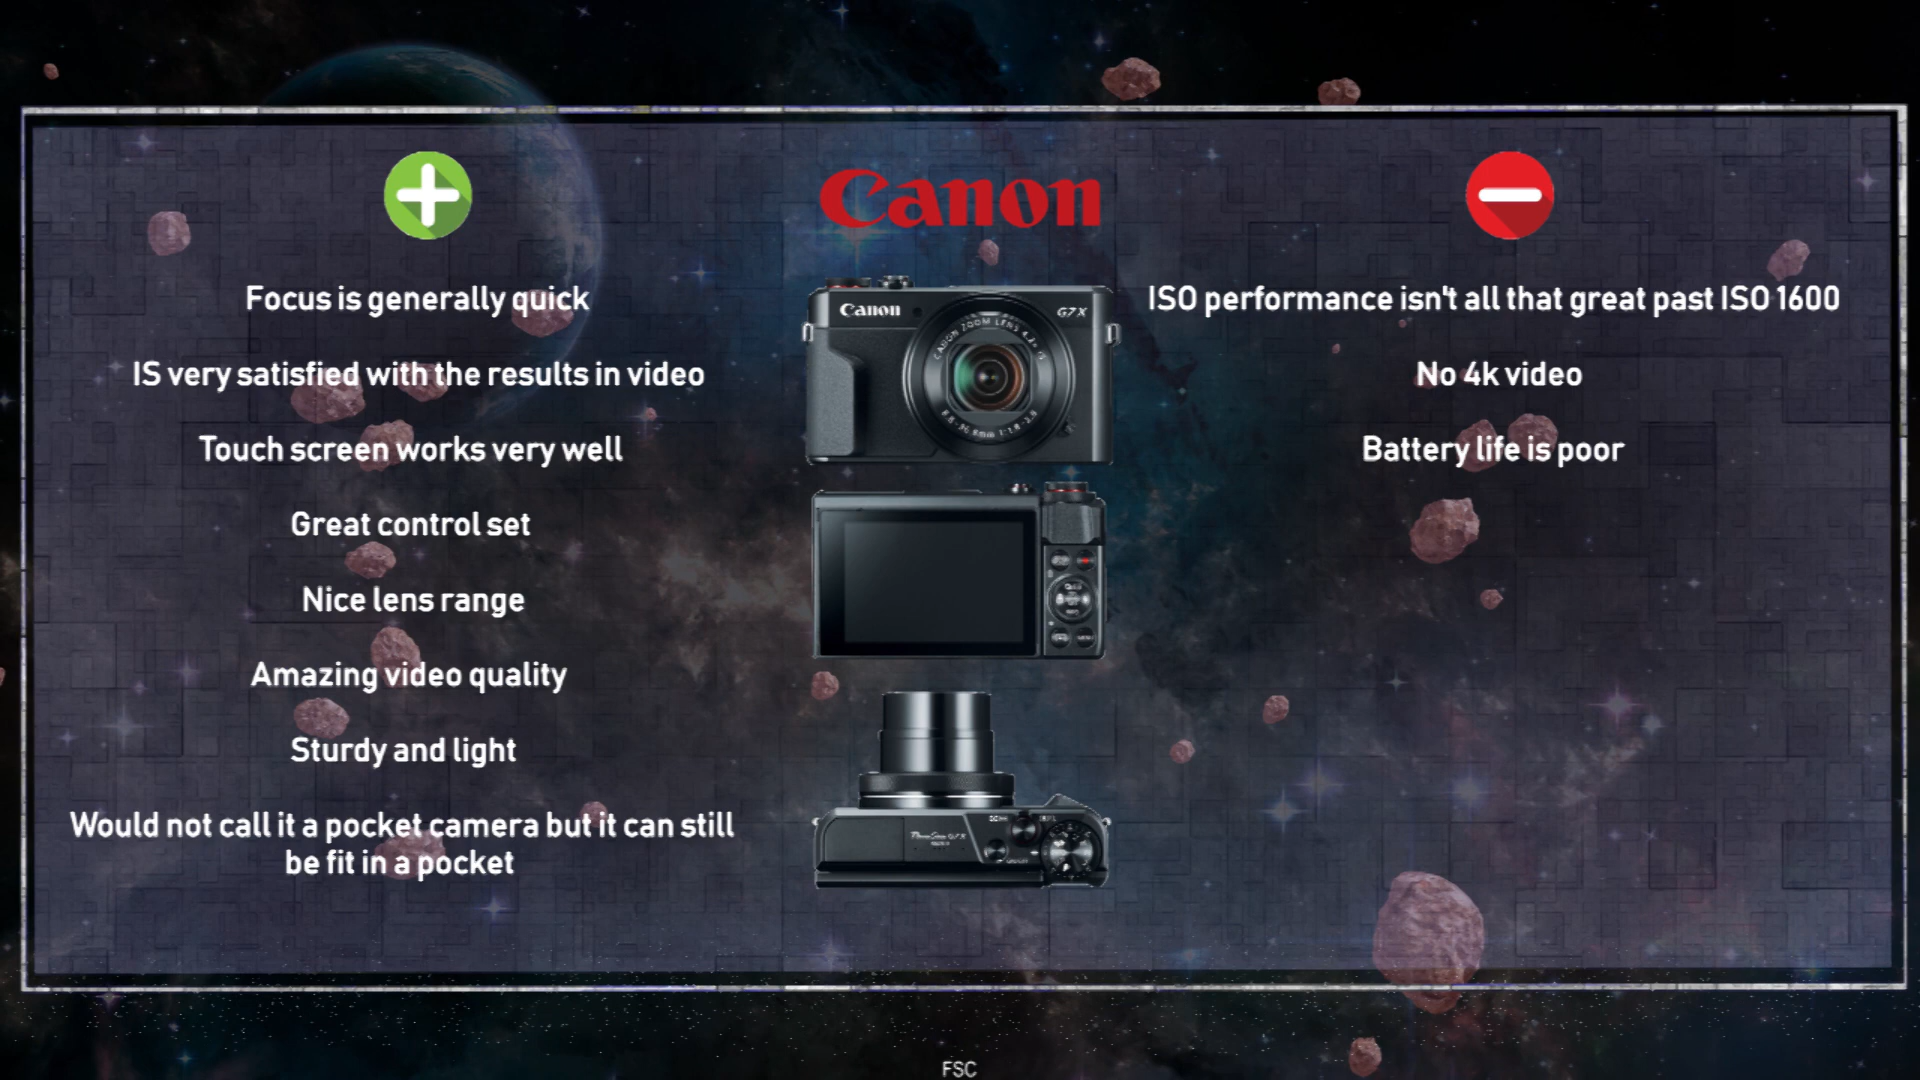 Canon
Focus is generally quick
IS very satisfied with the results in video
Touch screen works very well
Great control set
Nice lens range
Amazing video quality
Sturdy and light
Would not call it a pocket camera but it can still
be fit in a pocket
Canon
G7X
CANON ZOOM LENS
ISO performance isn't all that great past ISO 1600
No 4k video
Battery life is poor
FSC